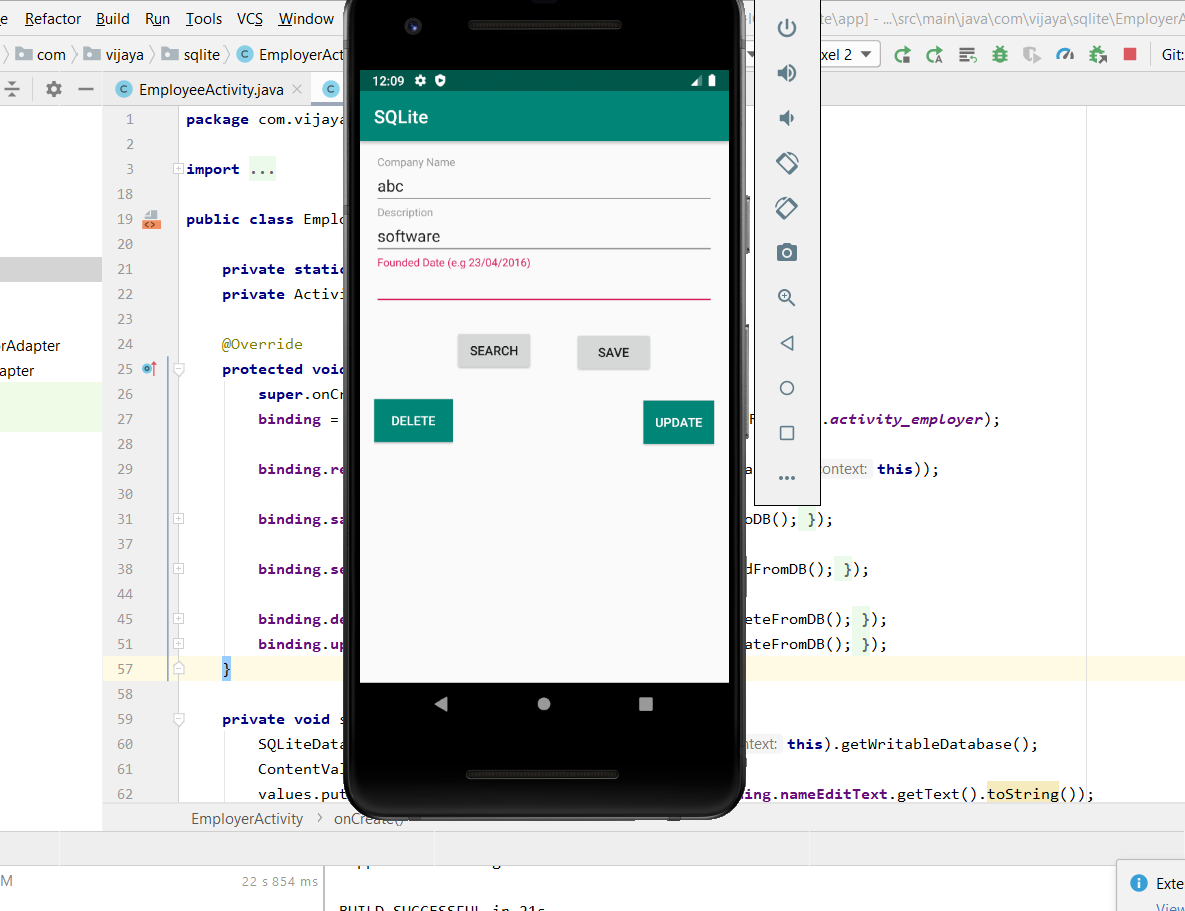 Refactor Build Run Tools VCS Window
app] - ...\src\main\java\com\vijaya\sqlite\EmployerA
com vijaya sqlite EmployerAct
xel 2
Git:
EmployeeActivity.java
1 package com.vijaya
2
3 import ...
18
19 public class Emplo
20
21 private static
22 private Activi
23
24 @Override
25 protected void
26 super.onCr
27 binding = .activity_employer);
28
29 binding.re ontext: this));
30
31 binding.sa oDB(); });
37
38 binding.se dFromDB(); });
44
45 binding.de eteFromDB(); });
51 binding.up ateFromDB(); });
57 }
58
59 private void s
60 SQLiteData ntext: this).getWritableDatabase();
61 ContentVal
62 values.put ing.nameEditText.getText().toString());
EmployerActivity onCreate()
rAdapter
apter
12:09
SQLite
Company Name
abc
Description
software
Founded Date (e.g 23/04/2016)
SEARCH SAVE
DELETE UPDATE
M 22 s 854 ms
BUILD SUCCESSFUL in 21s
Exte
View